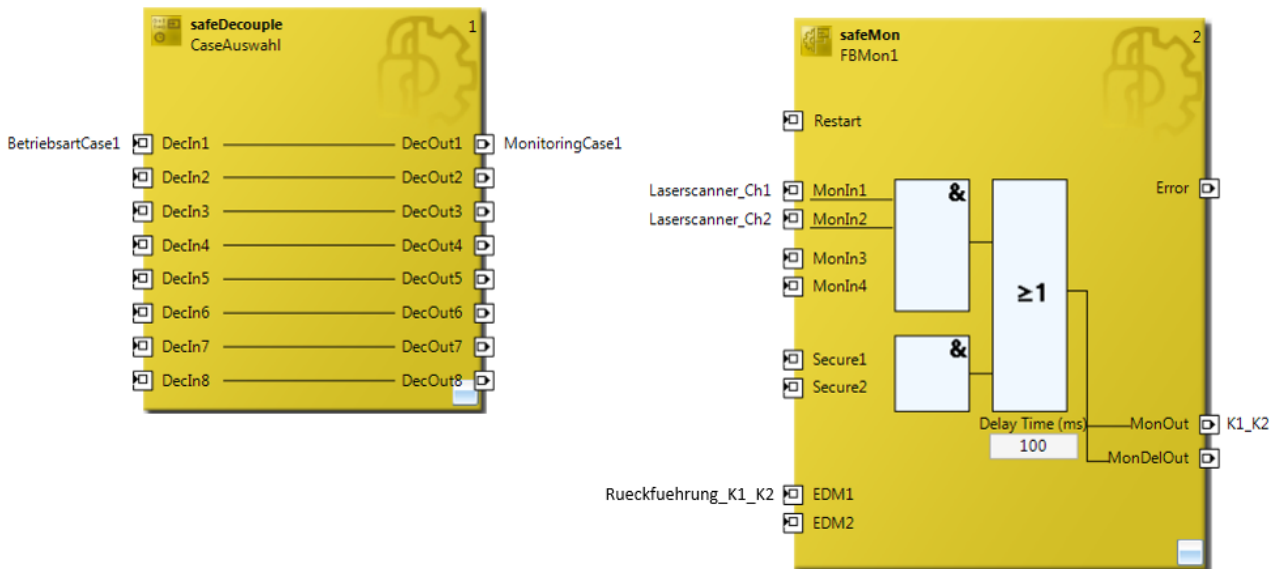 safeDecouple
1
CaseAuswahl
BetriebsartCase1 DecIn1 DecOut1 MonitoringCase1
DecIn2 DecOut2
DecIn3 DecOut3
DecIn4 DecOut4
DecIn5 DecOut5
DecIn6 DecOut6
DecIn7 DecOut7
DecIn8 DecOut8
safeMon
2
FBMon1
Restart
Laserscanner_Ch1 MonIn1 & Error
Laserscanner_Ch2 MonIn2
MonIn3
MonIn4
≥1
Secure1 &
Secure2
Delay Time (ms) MonOut K1_K2
100
MonDelOut
Rueckfuehrung_K1_K2 EDM1
EDM2